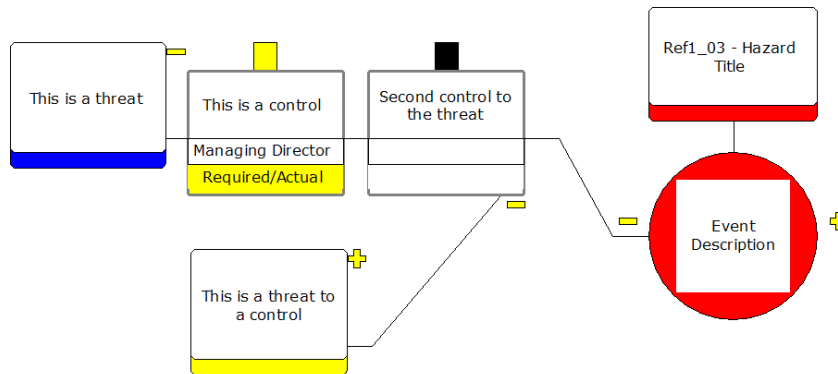 This is a threat
This is a control
Managing Director
Required/Actual
Second control to
the threat
Ref1_03 - Hazard
Title
Event
Description
This is a threat to
a control